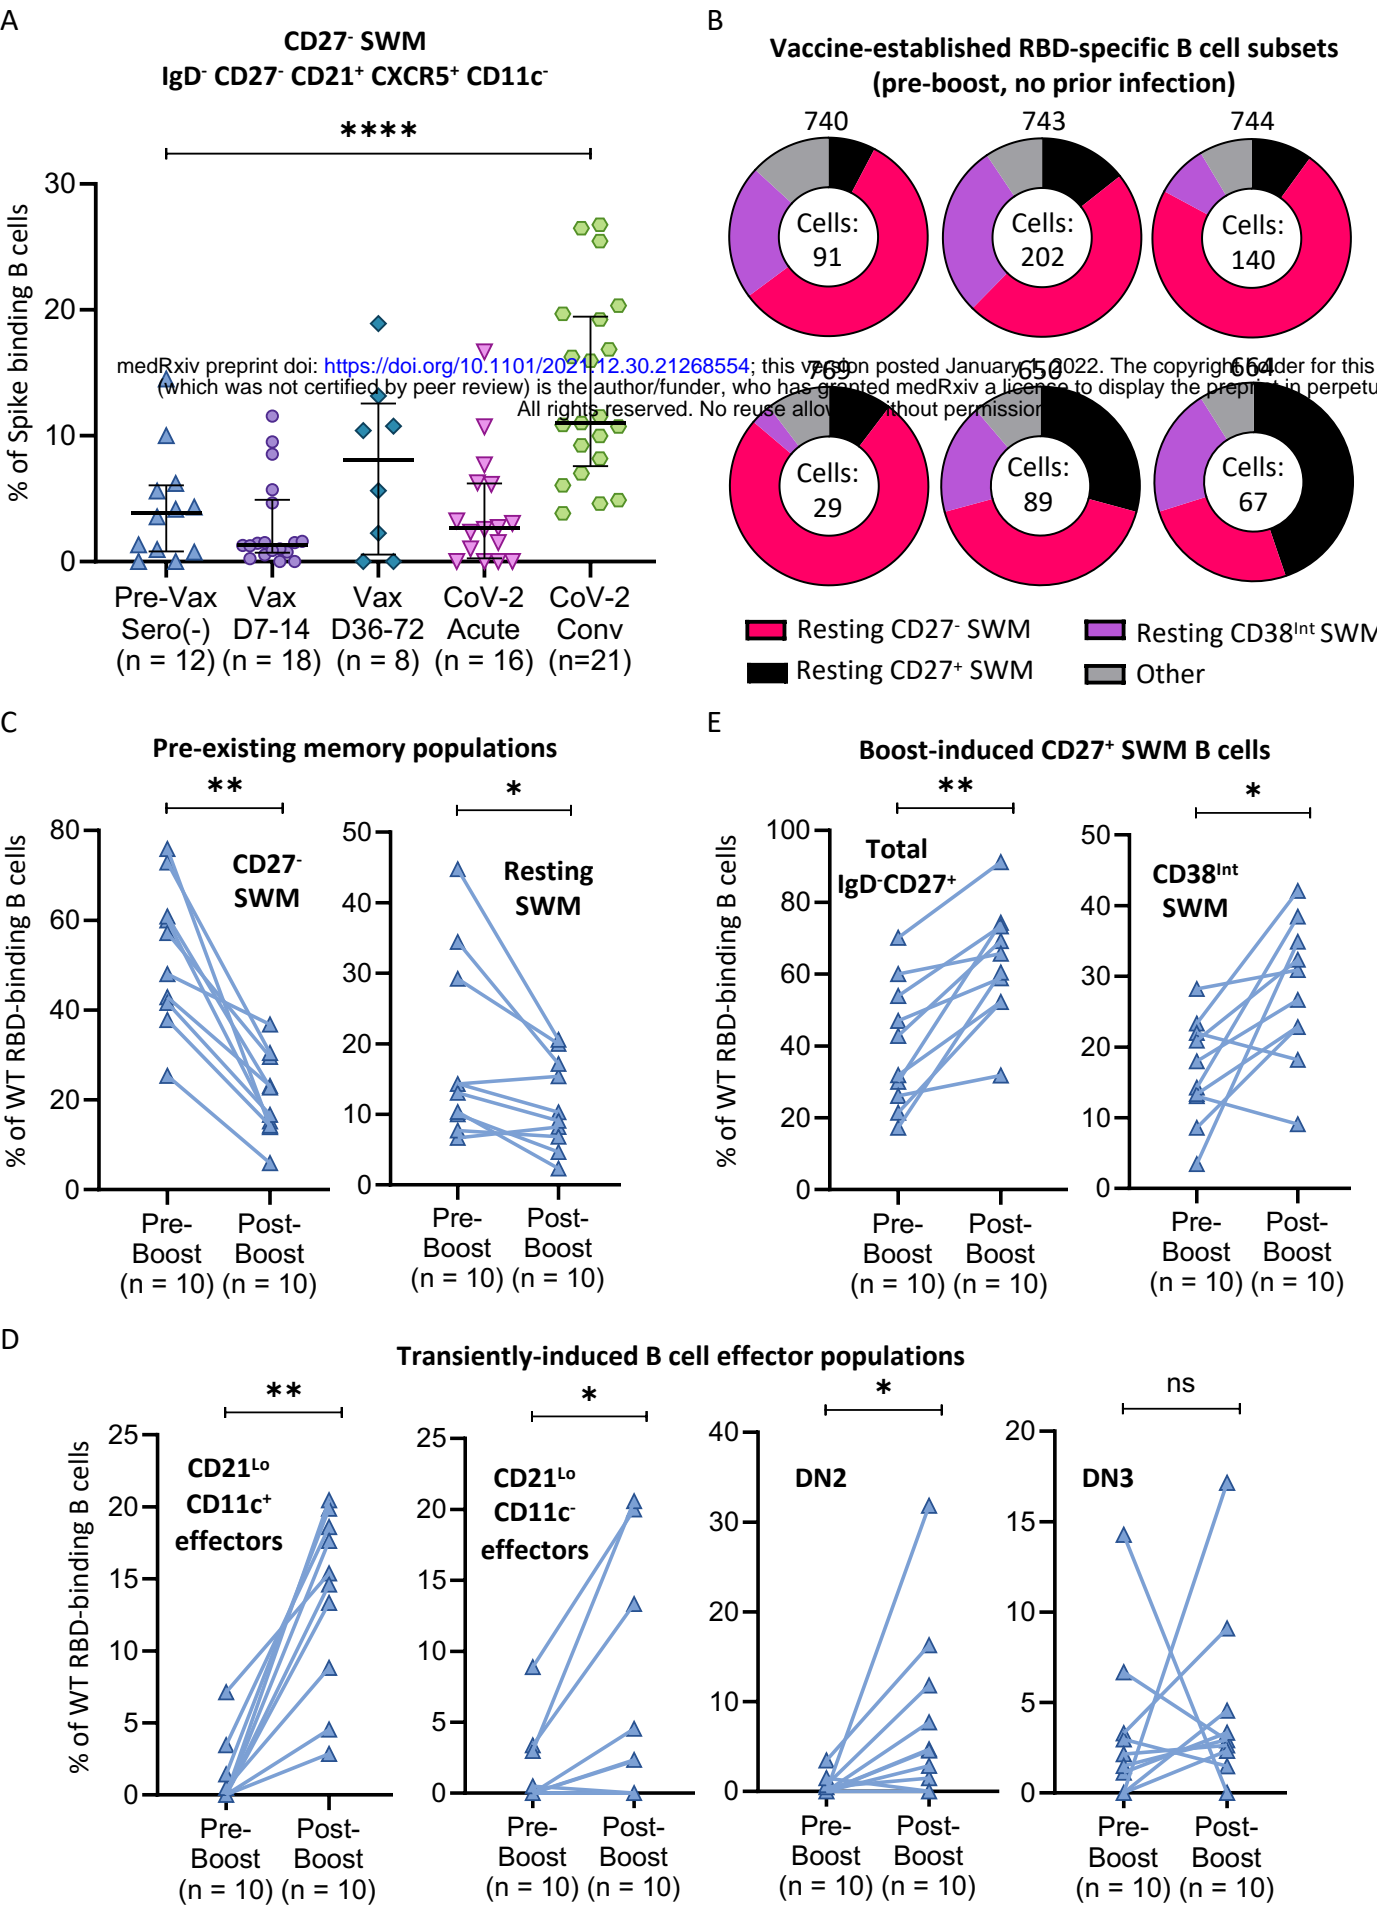 A
CD27⁻ SWM
IgD⁻ CD27⁻ CD21⁺ CXCR5⁺ CD11c⁻
****
% of Spike binding B cells
30
20
10
0
Pre-Vax
Sero(-)
(n = 12)
Vax
D7-14
(n = 18)
Vax
D36-72
(n = 8)
CoV-2
Acute
(n = 16)
CoV-2
Conv
(n=21)
B
Vaccine-established RBD-specific B cell subsets
(pre-boost, no prior infection)
740
Cells:
91
743
Cells:
202
744
Cells:
140
medRxiv preprint doi: https://doi.org/10.1101/2021.12.30.21268554; this version posted January 1, 2022. The copyright holder for this
(which was not certified by peer review) is the author/funder, who has granted medRxiv a license to display the preprint in perpetu
All rights reserved. No reuse allowed without permission
769
Cells:
29
650
Cells:
89
664
Cells:
67
Resting CD27⁻ SWM
Resting CD38ᴵⁿᵗ SWM
Resting CD27⁺ SWM
Other
C
Pre-existing memory populations
% of WT RBD-binding B cells
**
80
60
40
20
0
CD27⁻
SWM
Pre-
Boost
(n = 10)
Post-
Boost
(n = 10)
*
50
40
30
20
10
0
Resting
SWM
Pre-
Boost
(n = 10)
Post-
Boost
(n = 10)
E
Boost-induced CD27⁺ SWM B cells
% of WT RBD-binding B cells
**
100
80
60
40
20
0
Total
IgD⁻CD27⁺
Pre-
Boost
(n = 10)
Post-
Boost
(n = 10)
*
50
40
30
20
10
0
CD38ᴵⁿᵗ
SWM
Pre-
Boost
(n = 10)
Post-
Boost
(n = 10)
D
Transiently-induced B cell effector populations
% of WT RBD-binding B cells
**
25
20
15
10
5
0
CD21ᴸᵒ
CD11c⁺
effectors
Pre-
Boost
(n = 10)
Post-
Boost
(n = 10)
*
25
20
15
10
5
0
CD21ᴸᵒ
CD11c⁻
effectors
Pre-
Boost
(n = 10)
Post-
Boost
(n = 10)
*
40
30
20
10
0
DN2
Pre-
Boost
(n = 10)
Post-
Boost
(n = 10)
ns
20
15
10
5
0
DN3
Pre-
Boost
(n = 10)
Post-
Boost
(n = 10)